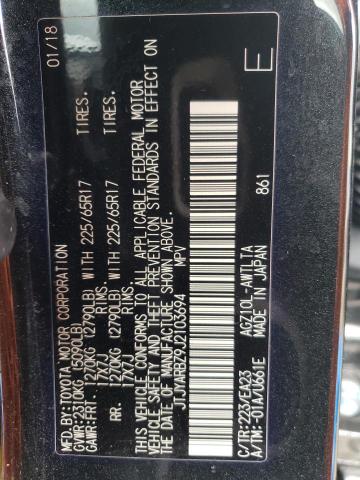 MFD.BY:TOYOTA MOTOR CORPORATION 01/18
GVWR:2310KG (5090LB)
GAWR:FRT. 1270KG (2790LB) WITH 225/65R17 TIRES.
17X7J RIMS.
RR. 1270KG (2790LB) WITH 225/65R17 TIRES.
17X7J RIMS.
THIS VEHICLE CONFORMS TO ALL APPLICABLE FEDERAL MOTOR
VEHICLE SAFETY AND THEFT PREVENTION STANDARDS IN EFFECT ON
THE DATE OF MANUFACTURE SHOWN ABOVE.
JTJYARBZ9J2103694 MPV
C/TR:223/EA23 AGZ10L-AWTLTA 861 E
A/TM:-01A/U661E MADE IN JAPAN